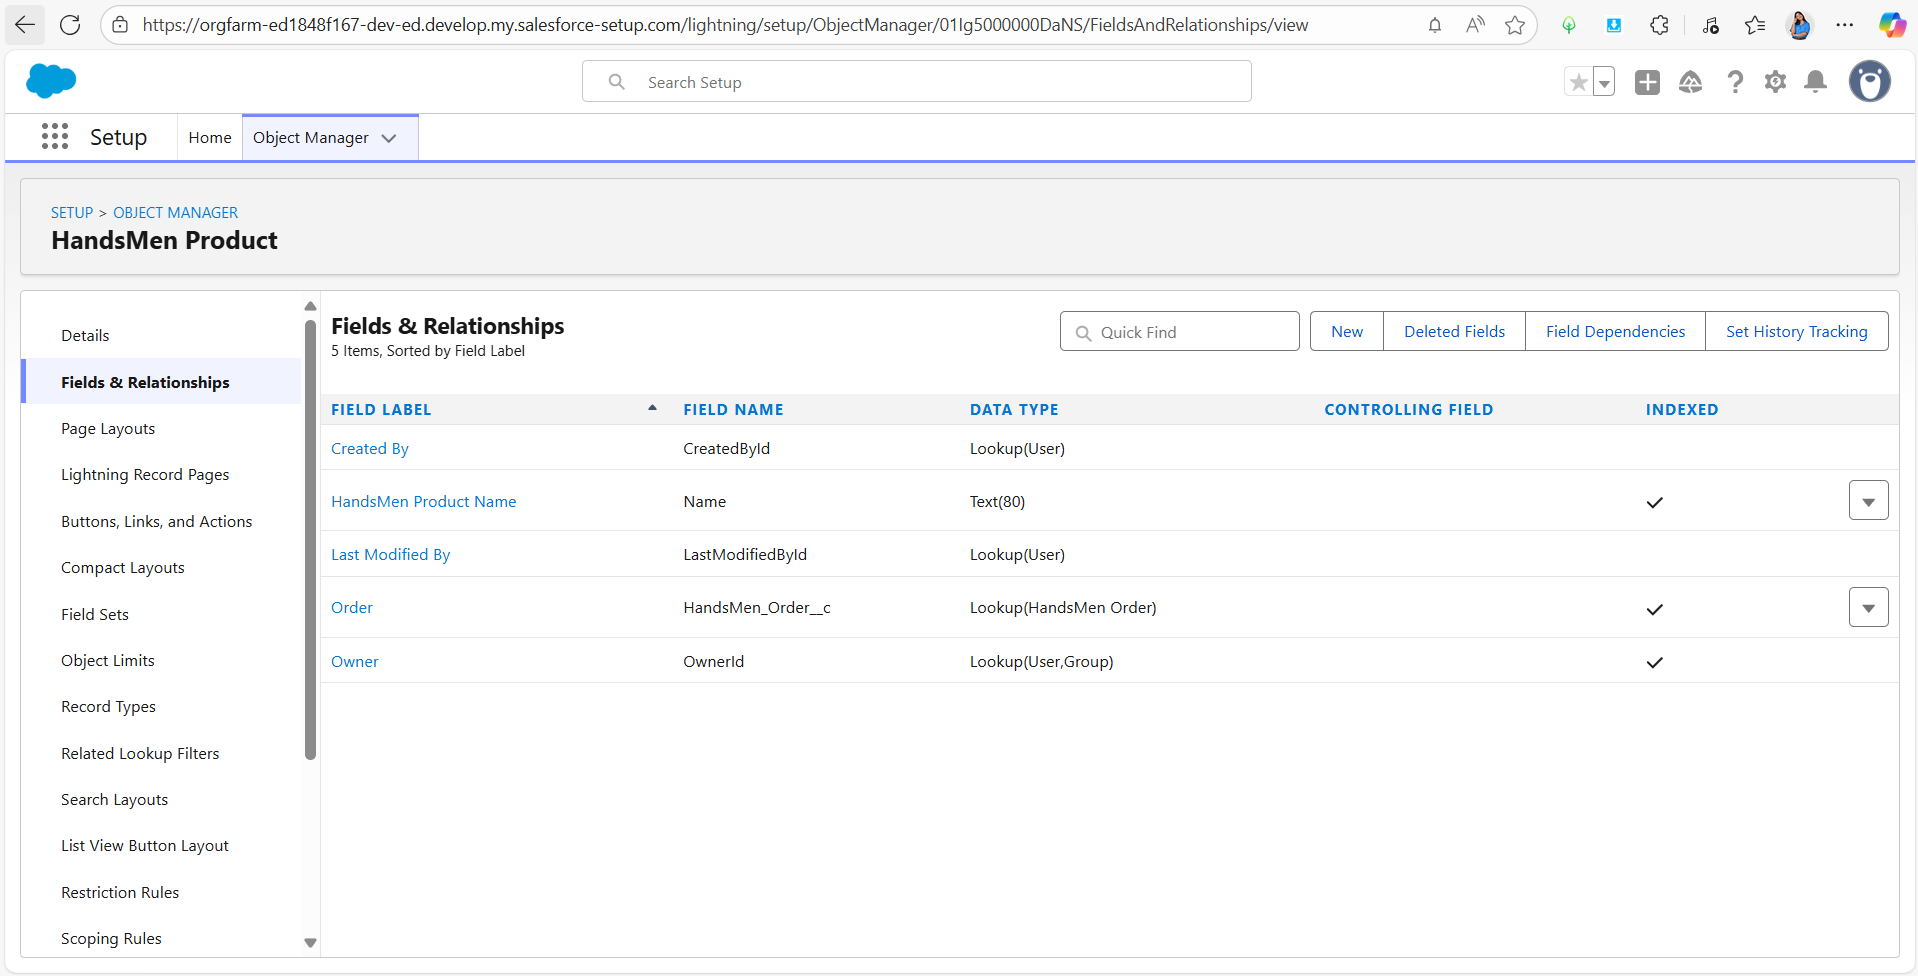 https://orgfarm-ed1848f167-dev-ed.develop.my.salesforce-setup.com/lightning/setup/ObjectManager/01Ig5000000DaNS/FieldsAndRelationships/view
Search Setup
Setup
Home
Object Manager
SETUP > OBJECT MANAGER
HandsMen Product
Details
Fields & Relationships
Page Layouts
Lightning Record Pages
Buttons, Links, and Actions
Compact Layouts
Field Sets
Object Limits
Record Types
Related Lookup Filters
Search Layouts
List View Button Layout
Restriction Rules
Scoping Rules
Fields & Relationships
5 Items, Sorted by Field Label
Quick Find
New
Deleted Fields
Field Dependencies
Set History Tracking
FIELD LABEL FIELD NAME DATA TYPE CONTROLLING FIELD INDEXED
Created By CreatedById Lookup(User)
HandsMen Product Name Name Text(80)
Last Modified By LastModifiedById Lookup(User)
Order HandsMen_Order__c Lookup(HandsMen Order)
Owner OwnerId Lookup(User,Group)